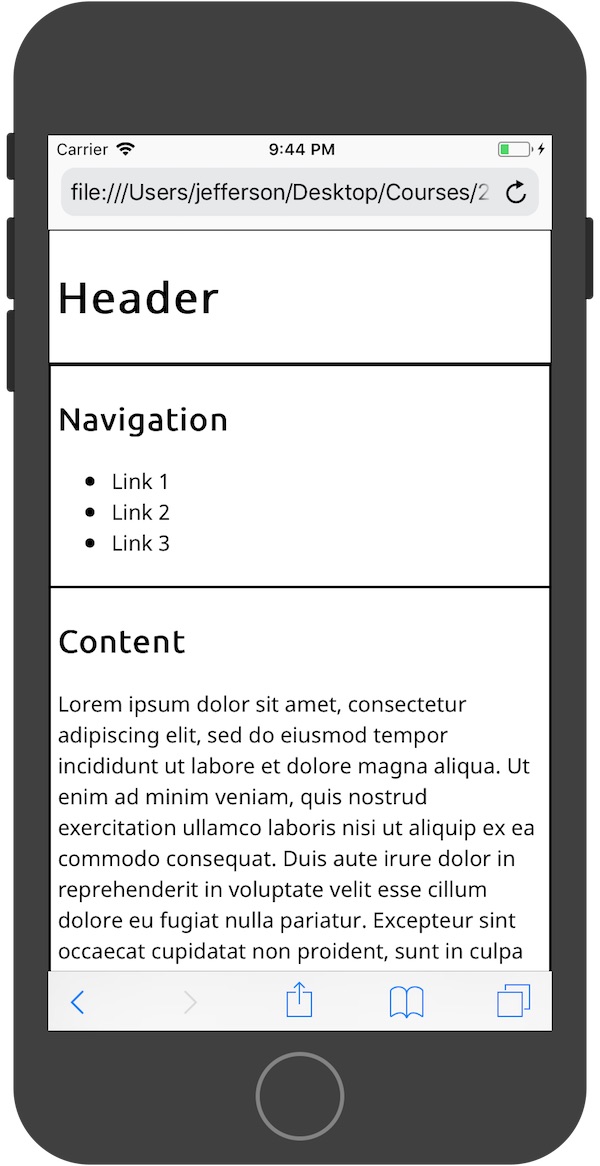 Carrier
9:44 PM
file:///Users/jefferson/Desktop/Courses/2
Header
Navigation
Link 1
Link 2
Link 3
Content
Lorem ipsum dolor sit amet, consectetur
adipiscing elit, sed do eiusmod tempor
incididunt ut labore et dolore magna aliqua. Ut
enim ad minim veniam, quis nostrud
exercitation ullamco laboris nisi ut aliquip ex ea
commodo consequat. Duis aute irure dolor in
reprehenderit in voluptate velit esse cillum
dolore eu fugiat nulla pariatur. Excepteur sint
occaecat cupidatat non proident, sunt in culpa